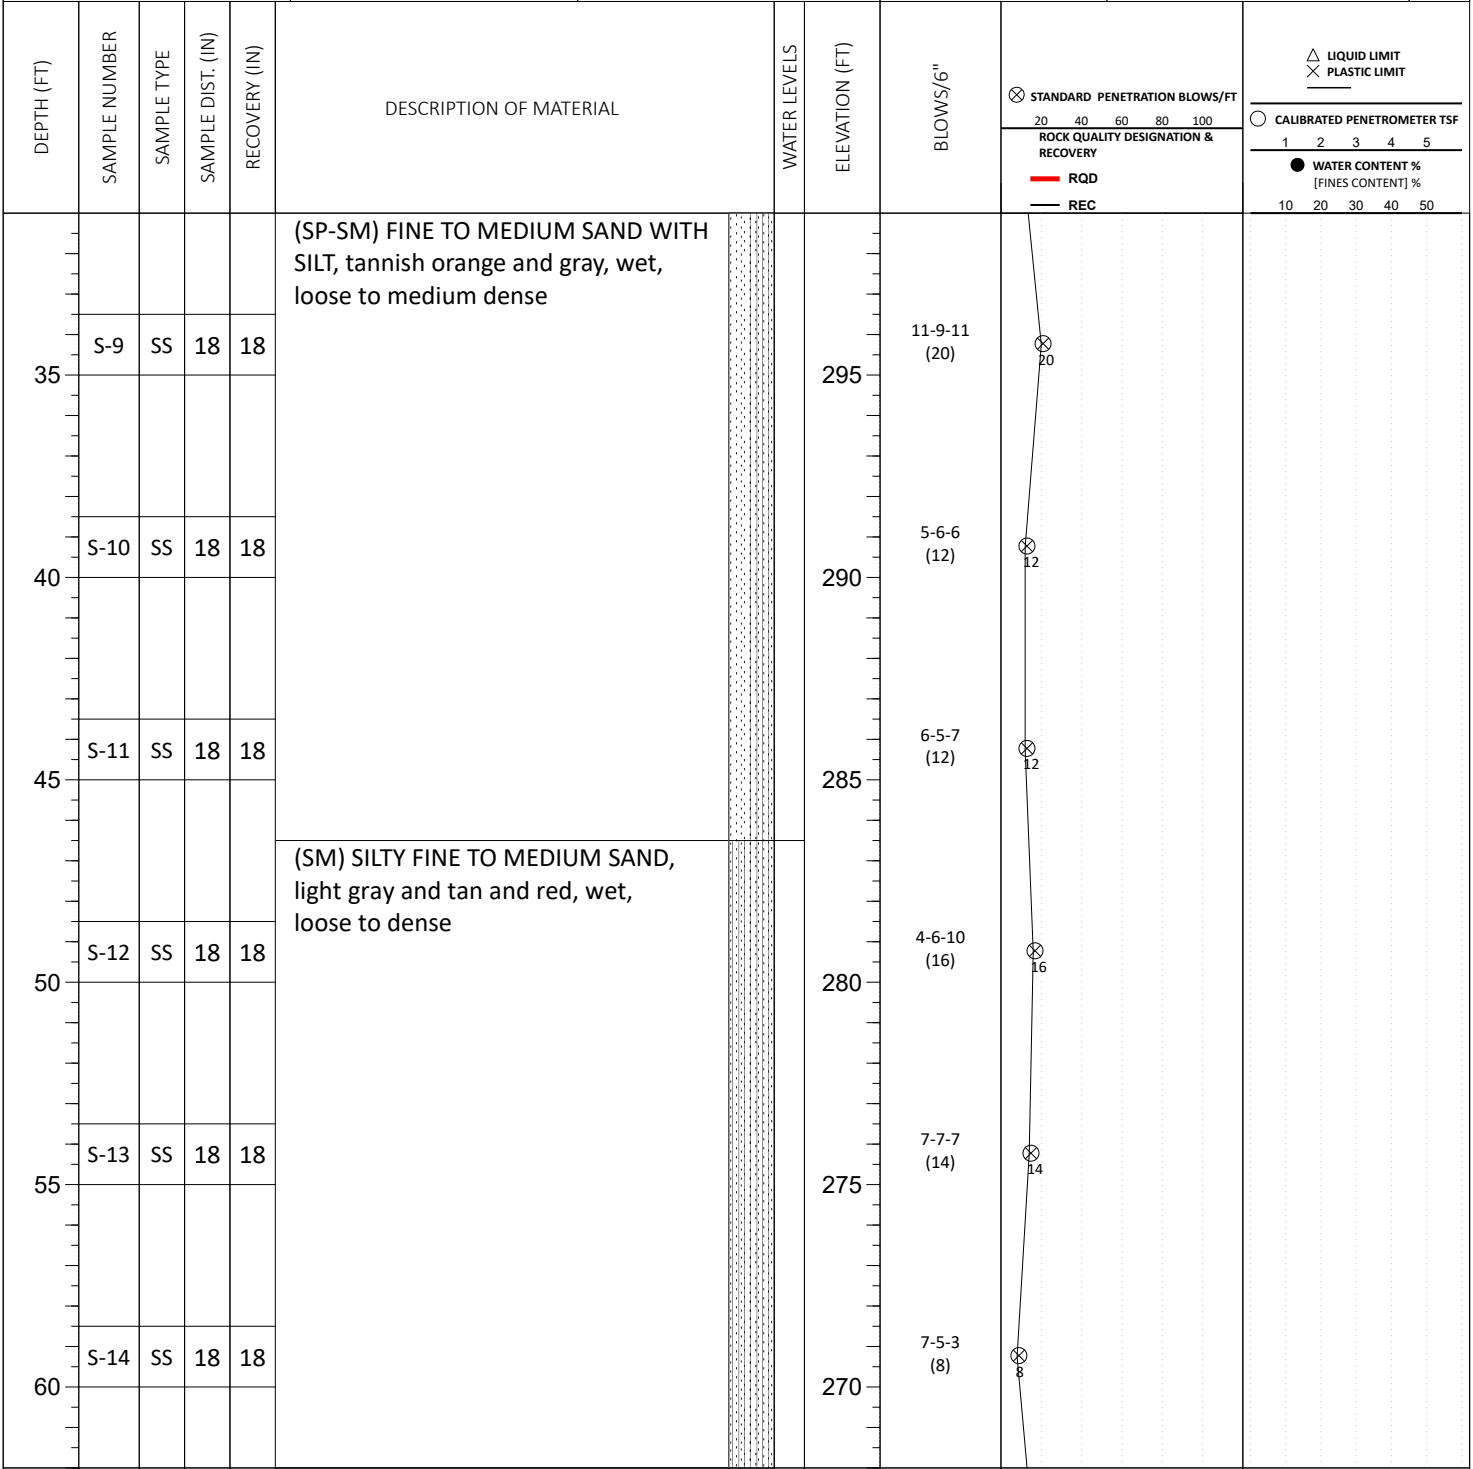 DEPTH (FT)
SAMPLE NUMBER
SAMPLE TYPE
SAMPLE DIST. (IN)
RECOVERY (IN)
DESCRIPTION OF MATERIAL
WATER LEVELS
ELEVATION (FT)
BLOWS/6"
STANDARD PENETRATION BLOWS/FT
20 40 60 80 100
ROCK QUALITY DESIGNATION &
RECOVERY
RQD
REC
LIQUID LIMIT
PLASTIC LIMIT
CALIBRATED PENETROMETER TSF
1 2 3 4 5
WATER CONTENT %
[FINES CONTENT] %
10 20 30 40 50
(SP-SM) FINE TO MEDIUM SAND WITH
SILT, tannish orange and gray, wet,
loose to medium dense
S-9 SS 18 18
11-9-11
(20)
20
35
295
S-10 SS 18 18
5-6-6
(12)
12
40
290
S-11 SS 18 18
6-5-7
(12)
12
45
285
(SM) SILTY FINE TO MEDIUM SAND,
light gray and tan and red, wet,
loose to dense
S-12 SS 18 18
4-6-10
(16)
16
50
280
S-13 SS 18 18
7-7-7
(14)
14
55
275
S-14 SS 18 18
7-5-3
(8)
8
60
270